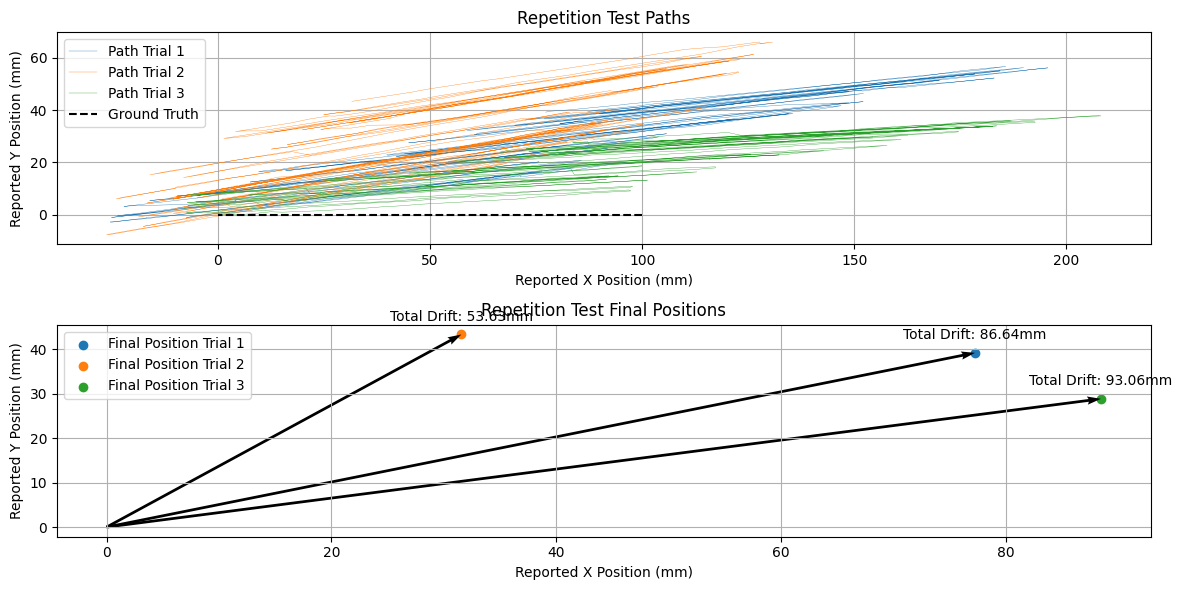 Repetition Test Paths
Reported Y Position (mm)
60
40
20
0
Path Trial 1
Path Trial 2
Path Trial 3
Ground Truth
0
50
100
150
200
Reported X Position (mm)
Repetition Test Final Positions
Reported Y Position (mm)
40
30
20
10
0
Final Position Trial 1
Final Position Trial 2
Final Position Trial 3
Total Drift: 53.63mm
Total Drift: 86.64mm
Total Drift: 93.06mm
0
20
40
60
80
Reported X Position (mm)